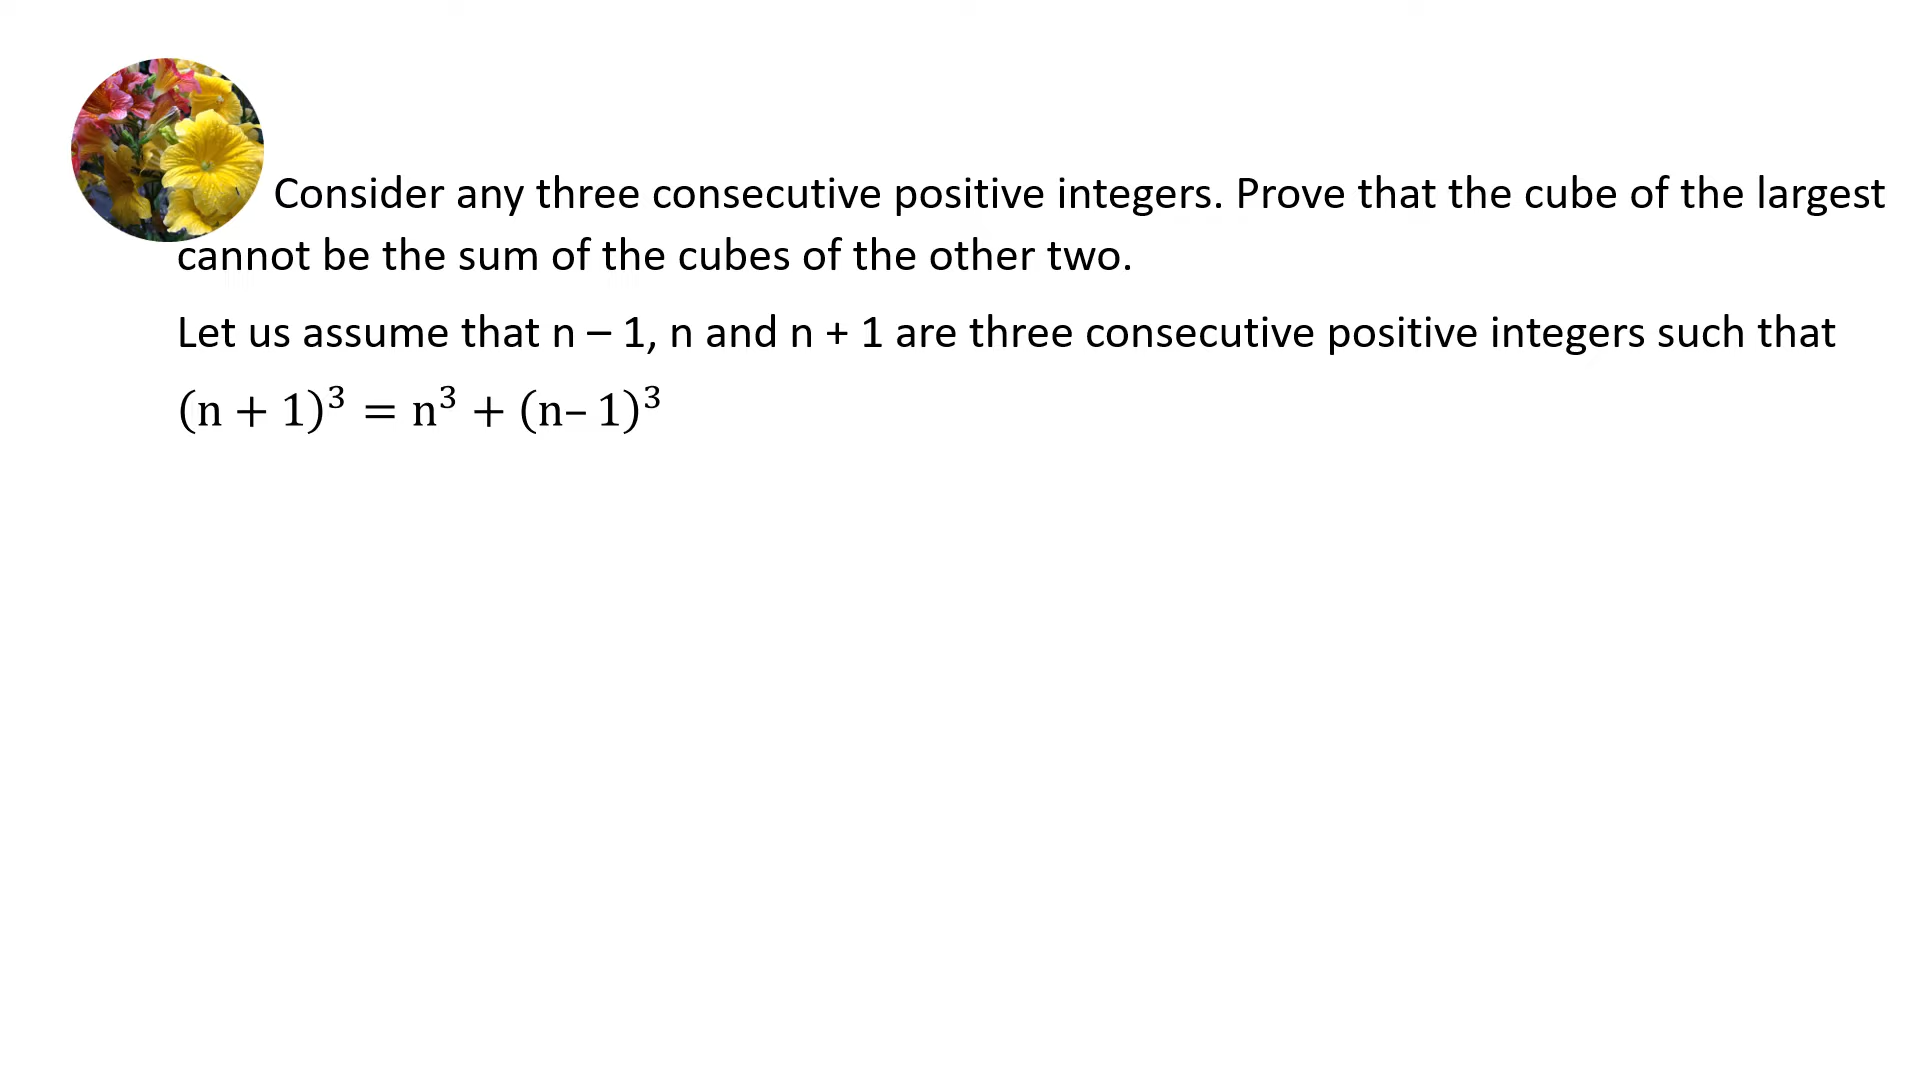 Consider any three consecutive positive integers. Prove that the cube of the largest
cannot be the sum of the cubes of the other two.
Let us assume that n – 1, n and n + 1 are three consecutive positive integers such that
(n + 1)³ = n³ + (n– 1)³